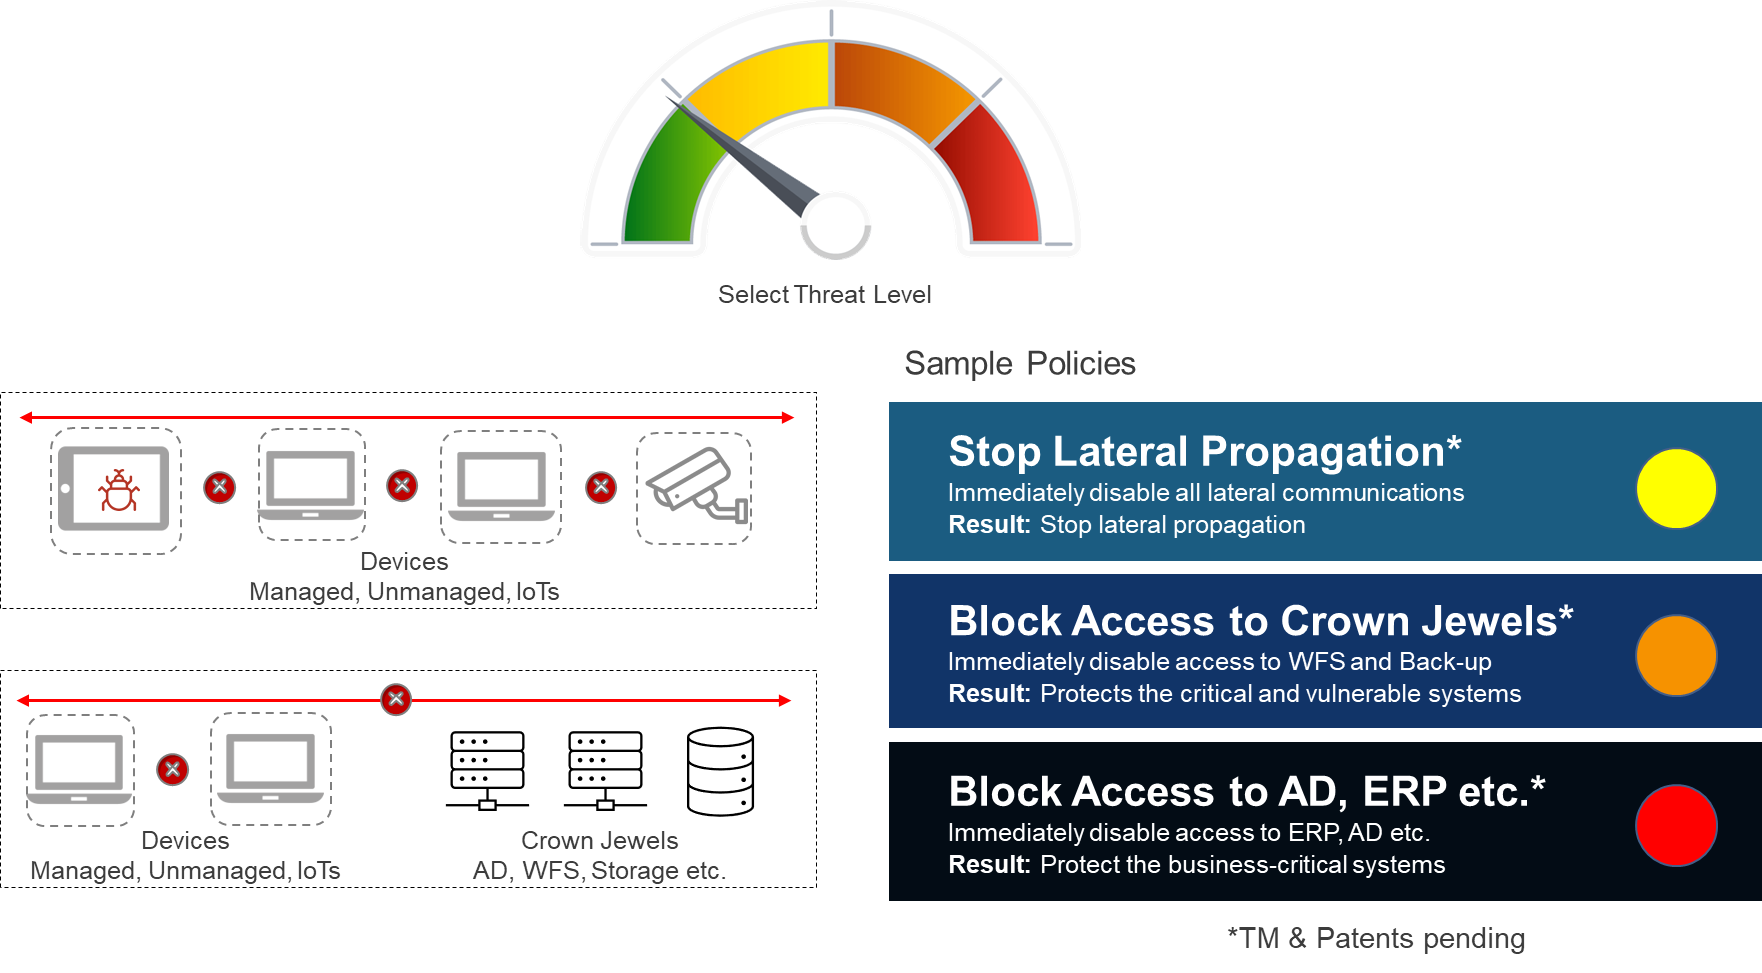 Select Threat Level
Sample Policies
Stop Lateral Propagation*
Immediately disable all lateral communications
Result: Stop lateral propagation
Devices
Managed, Unmanaged, IoTs
Block Access to Crown Jewels*
Immediately disable access to WFS and Back-up
Result: Protects the critical and vulnerable systems
Block Access to AD, ERP etc.*
Immediately disable access to ERP, AD etc.
Result: Protect the business-critical systems
Devices
Managed, Unmanaged, IoTs
Crown Jewels
AD, WFS, Storage etc.
*TM & Patents pending